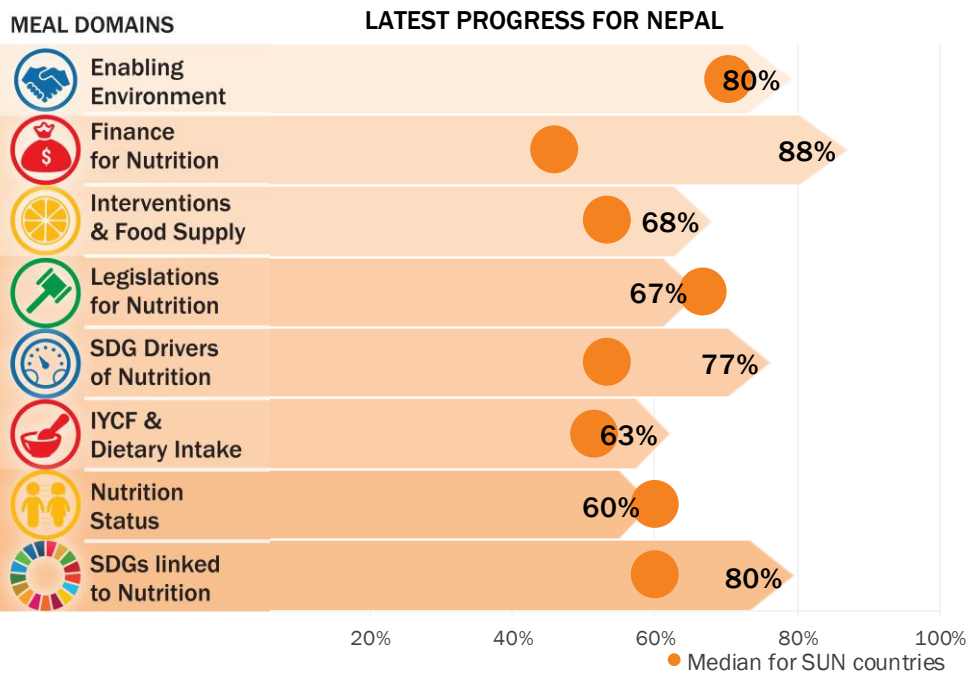 MEAL DOMAINS
LATEST PROGRESS FOR NEPAL
Enabling
Environment
80%
Finance
for Nutrition
$
88%
Interventions
& Food Supply
68%
Legislations
for Nutrition
67%
SDG Drivers
of Nutrition
77%
IYCF &
Dietary Intake
63%
Nutrition
Status
60%
SDGs linked
to Nutrition
80%
20% 40% 60% 80% 100%
Median for SUN countries